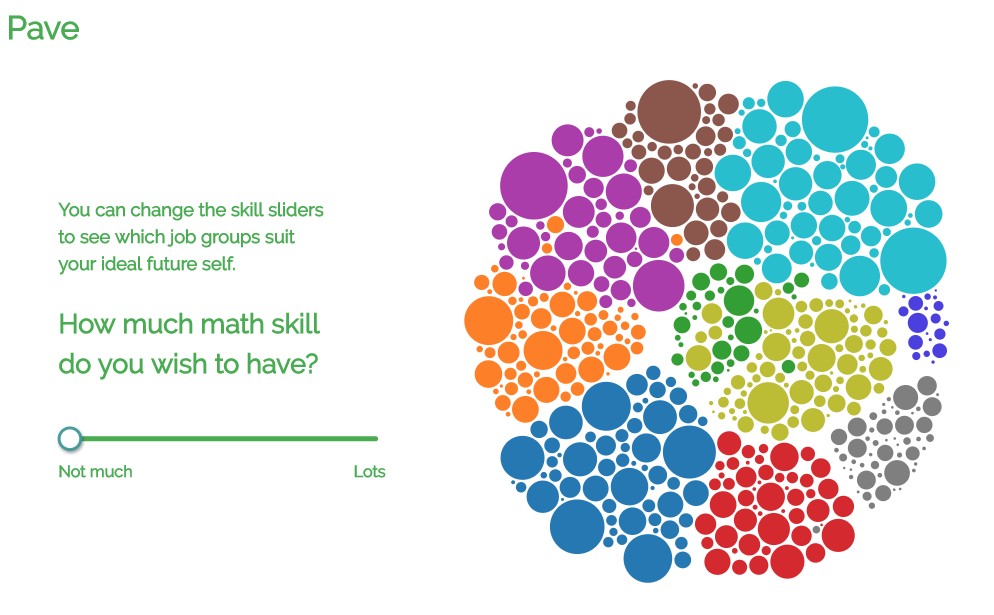 Pave
You can change the skill sliders
to see which job groups suit
your ideal future self.
How much math skill
do you wish to have?
Not much
Lots